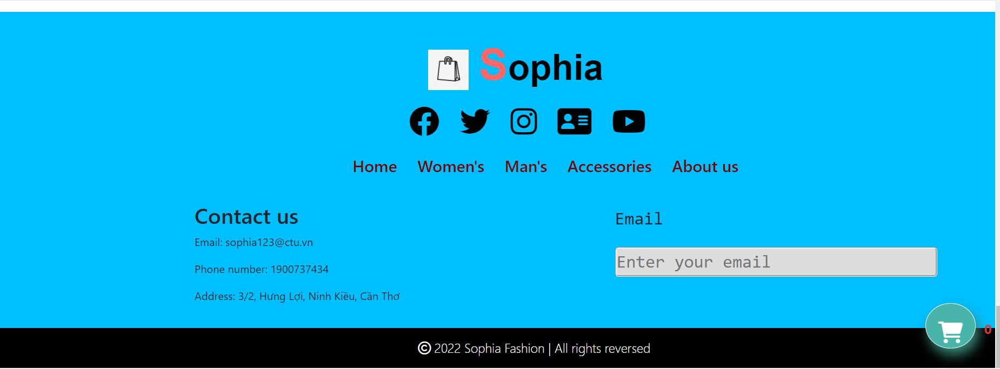 Sophia
Home Women's Man's Accessories About us
Contact us
Email: sophia123@ctu.vn
Phone number: 1900737434
Address: 3/2, Hưng Lợi, Ninh Kiều, Cần Thơ
Email
Enter your email
0
© 2022 Sophia Fashion | All rights reversed